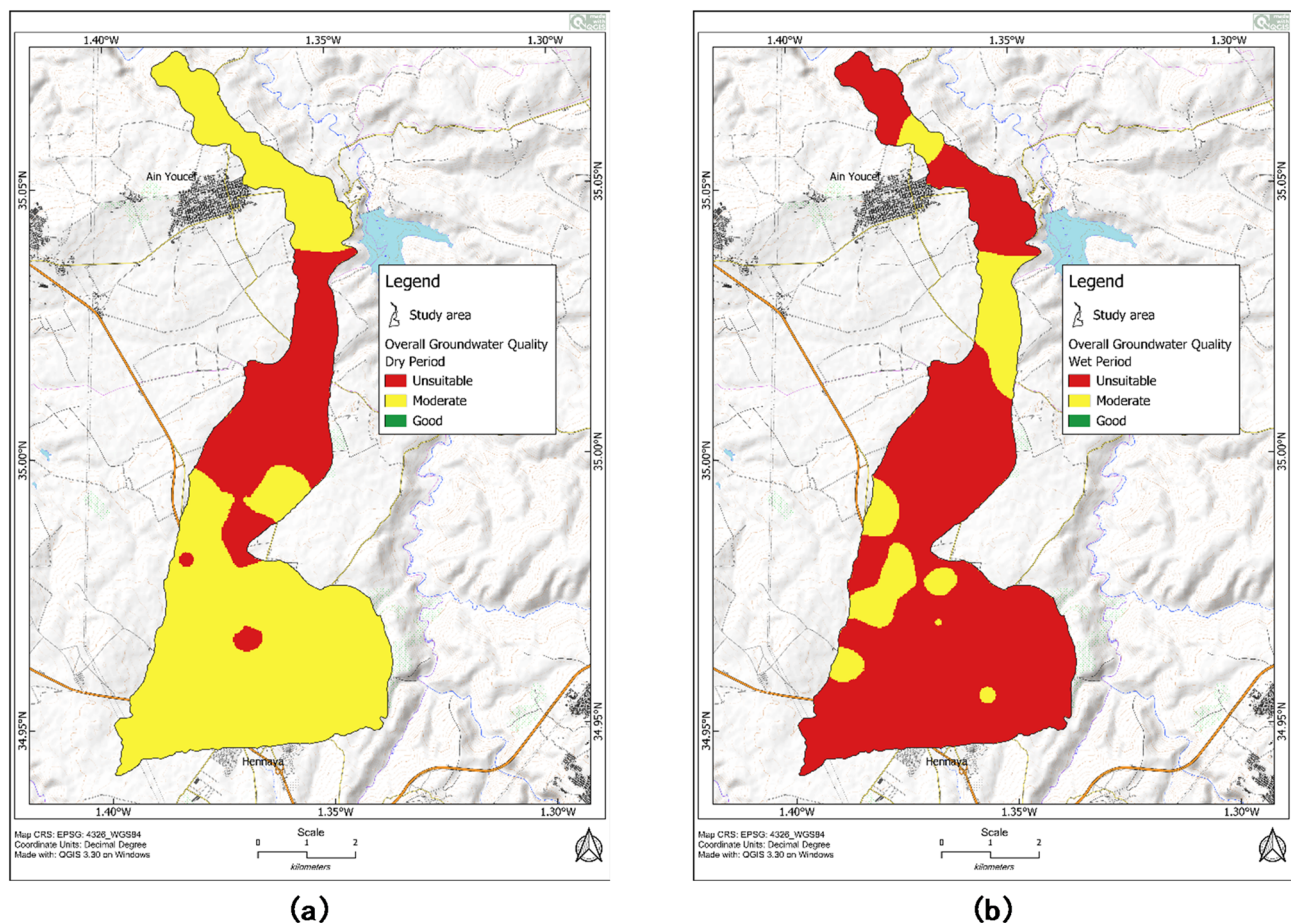 made with QGIS
1.40°W 1.35°W 1.30°W
35.05°N 35.05°N
Ain Youcef
Legend
Study area
Overall Groundwater Quality
Dry Period
Unsuitable
Moderate
Good
35.00°N 35.00°N
34.95°N 34.95°N
Hennaya
1.40°W 1.35°W 1.30°W
Map CRS: EPSG: 4326_WGS84
Coordinate Units: Decimal Degree
Made with: QGIS 3.30 on Windows
Scale
0 1 2
kilometers
(a)
made with QGIS
1.40°W 1.35°W 1.30°W
35.05°N 35.05°N
Ain Youcef
Legend
Study area
Overall Groundwater Quality
Wet Period
Unsuitable
Moderate
Good
35.00°N 35.00°N
34.95°N 34.95°N
Hennaya
1.40°W 1.35°W 1.30°W
Map CRS: EPSG: 4326_WGS84
Coordinate Units: Decimal Degree
Made with: QGIS 3.30 on Windows
Scale
0 1 2
kilometers
(b)